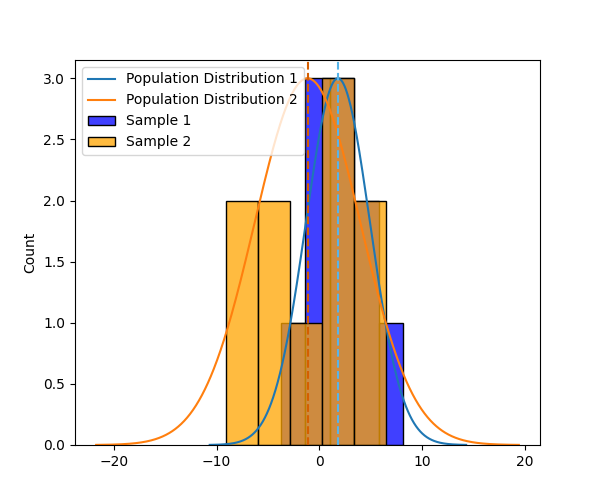 Population Distribution 1
Population Distribution 2
Sample 1
Sample 2
Count
3.0
2.5
2.0
1.5
1.0
0.5
0.0
−20
−10
0
10
20